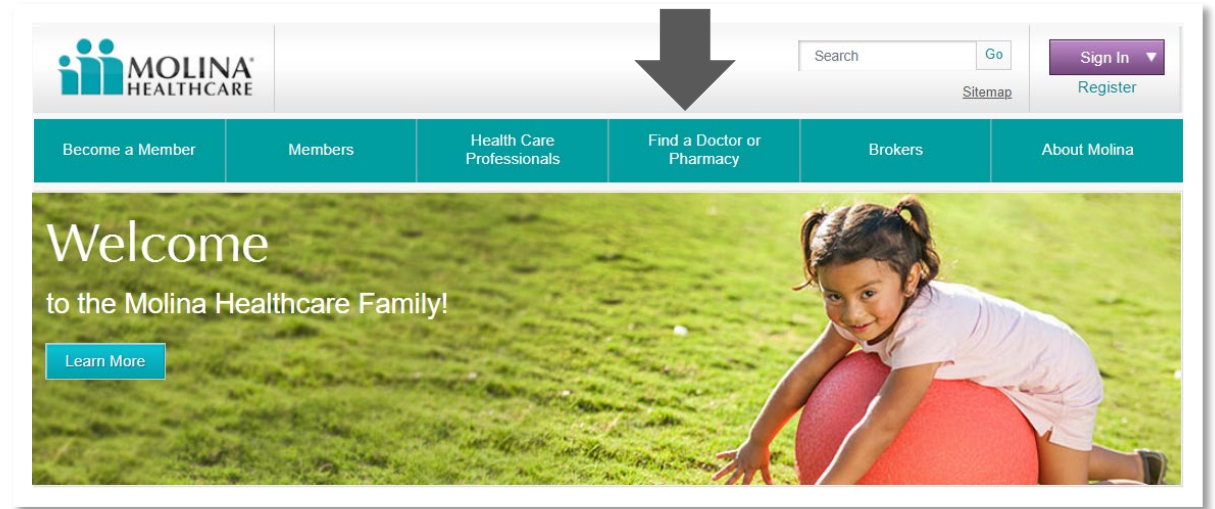 MOLINA®
HEALTHCARE
Search
Go
Sitemap
Sign In ▼
Register
Become a Member
Members
Health Care
Professionals
Find a Doctor or
Pharmacy
Brokers
About Molina
Welcome
to the Molina Healthcare Family!
Learn More